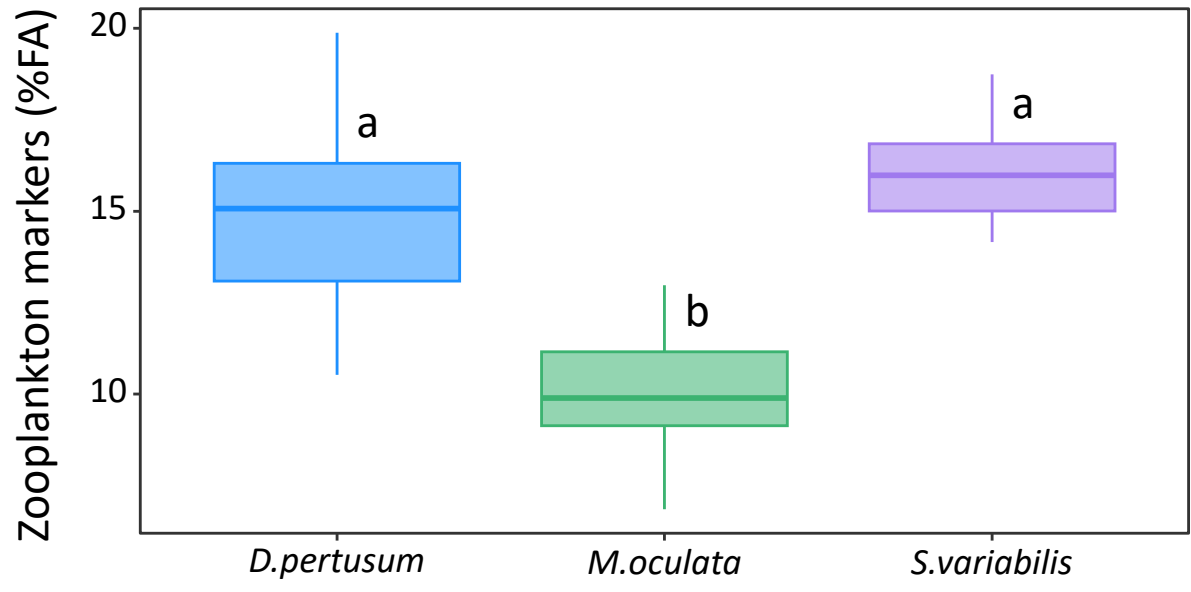 Zooplankton markers (%FA)
20
15
10
a
b
a
D.pertusum
M.oculata
S.variabilis